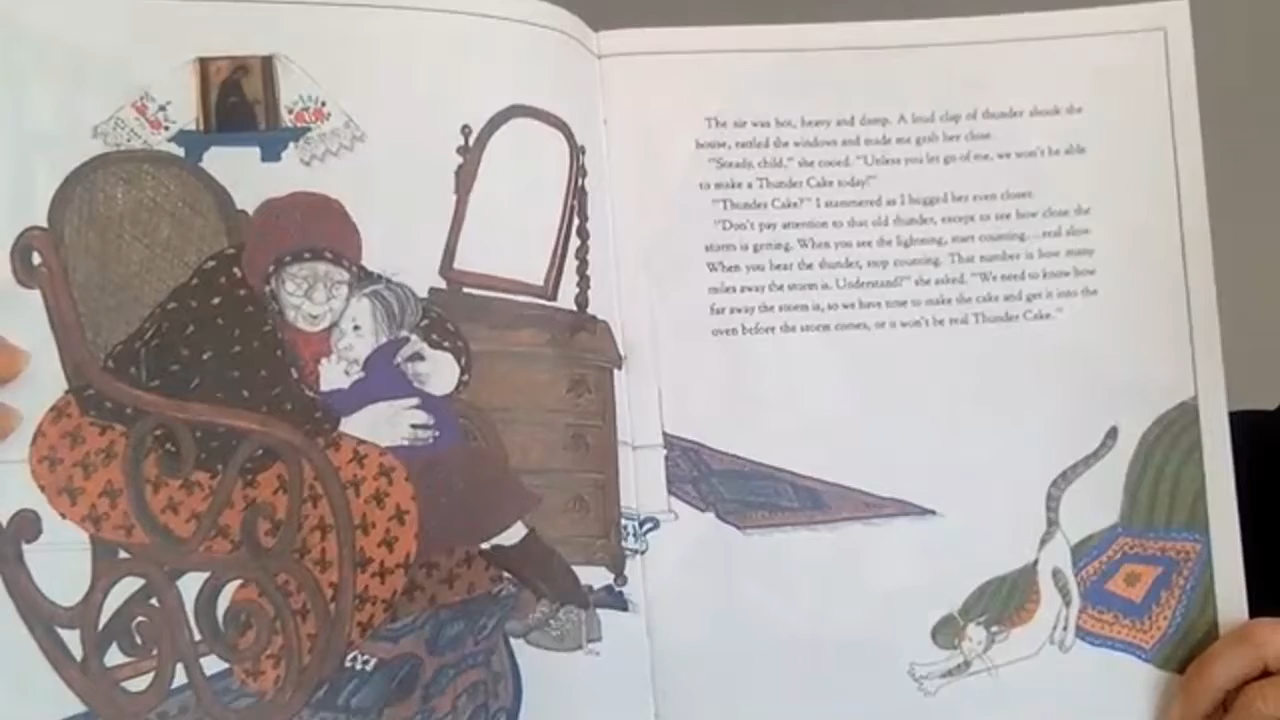 The air was hot, heavy and damp. A loud clap of thunder shook the
house, rattled the windows and made me grab her close.
"Steady, child," she cooed. "Unless you let go of me, we won't be able
to make a Thunder Cake today!"
"Thunder Cake?" I stammered as I hugged her even closer.
"Don't pay attention to that old thunder, except to see how close the
storm is getting. When you see the lightning, start counting....real slow.
When you hear the thunder, stop counting. That number is how many
miles away the storm is. Understand?" she asked. "We need to know how
far away the storm is, so we have time to make the cake and get it into the
oven before the storm comes, or it won't be real Thunder Cake."